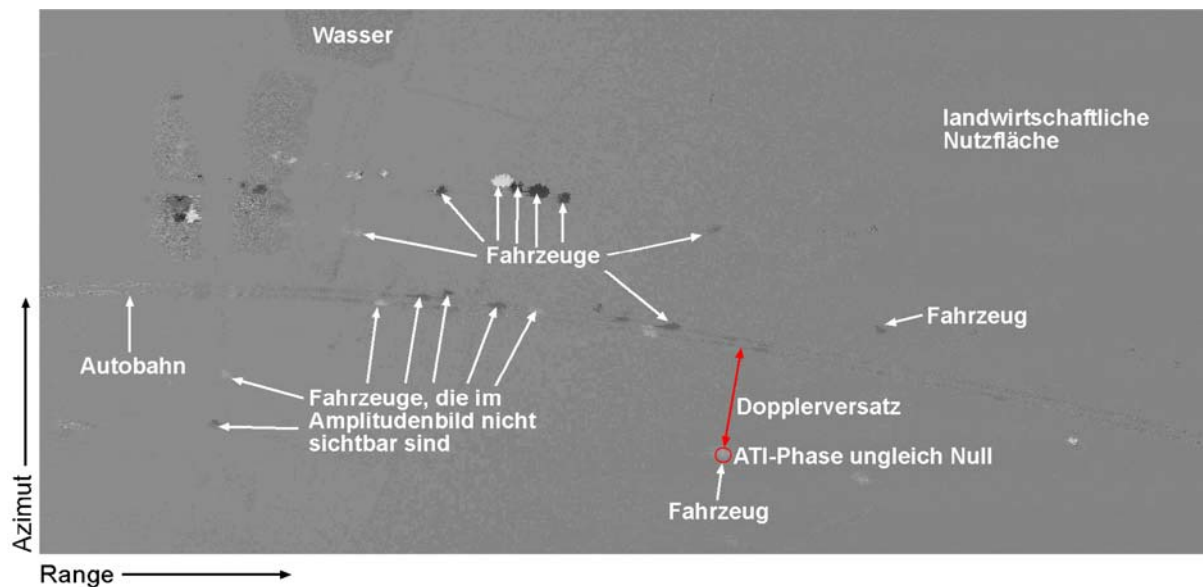 Wasser
landwirtschaftliche
Nutzfläche
Fahrzeuge
Fahrzeug
Autobahn
Fahrzeuge, die im
Amplitudenbild nicht
sichtbar sind
Dopplerversatz
ATI-Phase ungleich Null
Fahrzeug
Azimut
Range